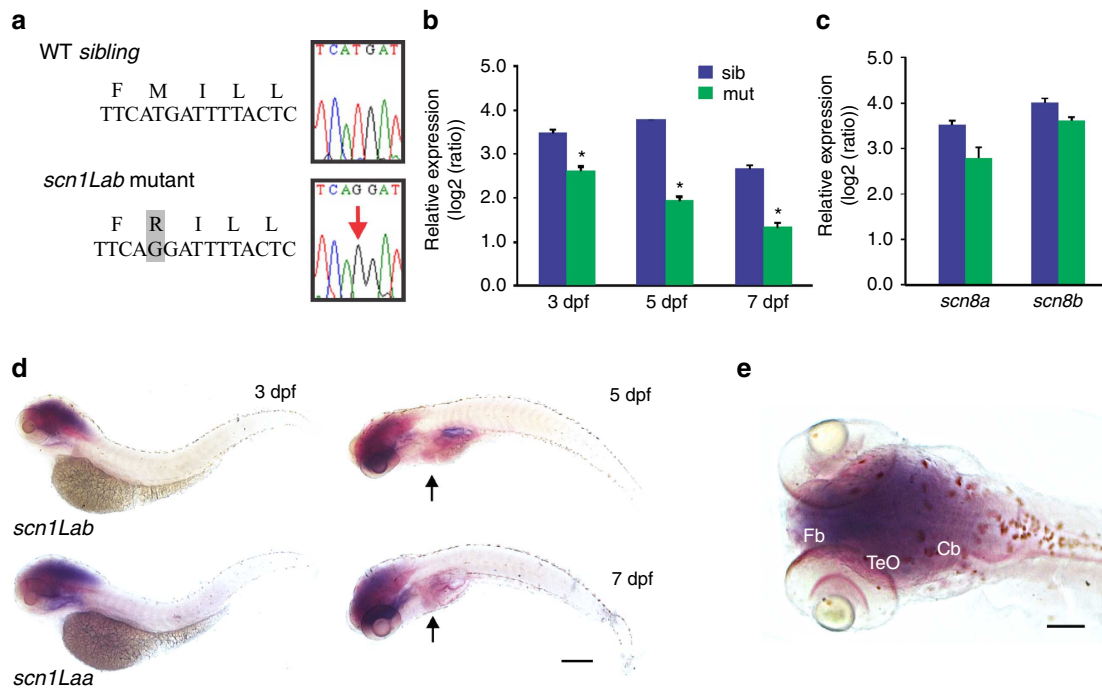 a
WT sibling
F M I L L
TTCATGATTTTACTC
T C A T G A T
scn1Lab mutant
F R I L L
TTCAGGATTTTACTC
T C A G G A T
b
Relative expression
(log2 (ratio))
5.0
4.0
3.0
2.0
1.0
0.0
sib
mut
*
*
*
3 dpf
5 dpf
7 dpf
c
Relative expression
(log2 (ratio))
5.0
4.0
3.0
2.0
1.0
0.0
scn8a
scn8b
d
3 dpf
5 dpf
scn1Lab
7 dpf
scn1Laa
e
Fb
TeO
Cb